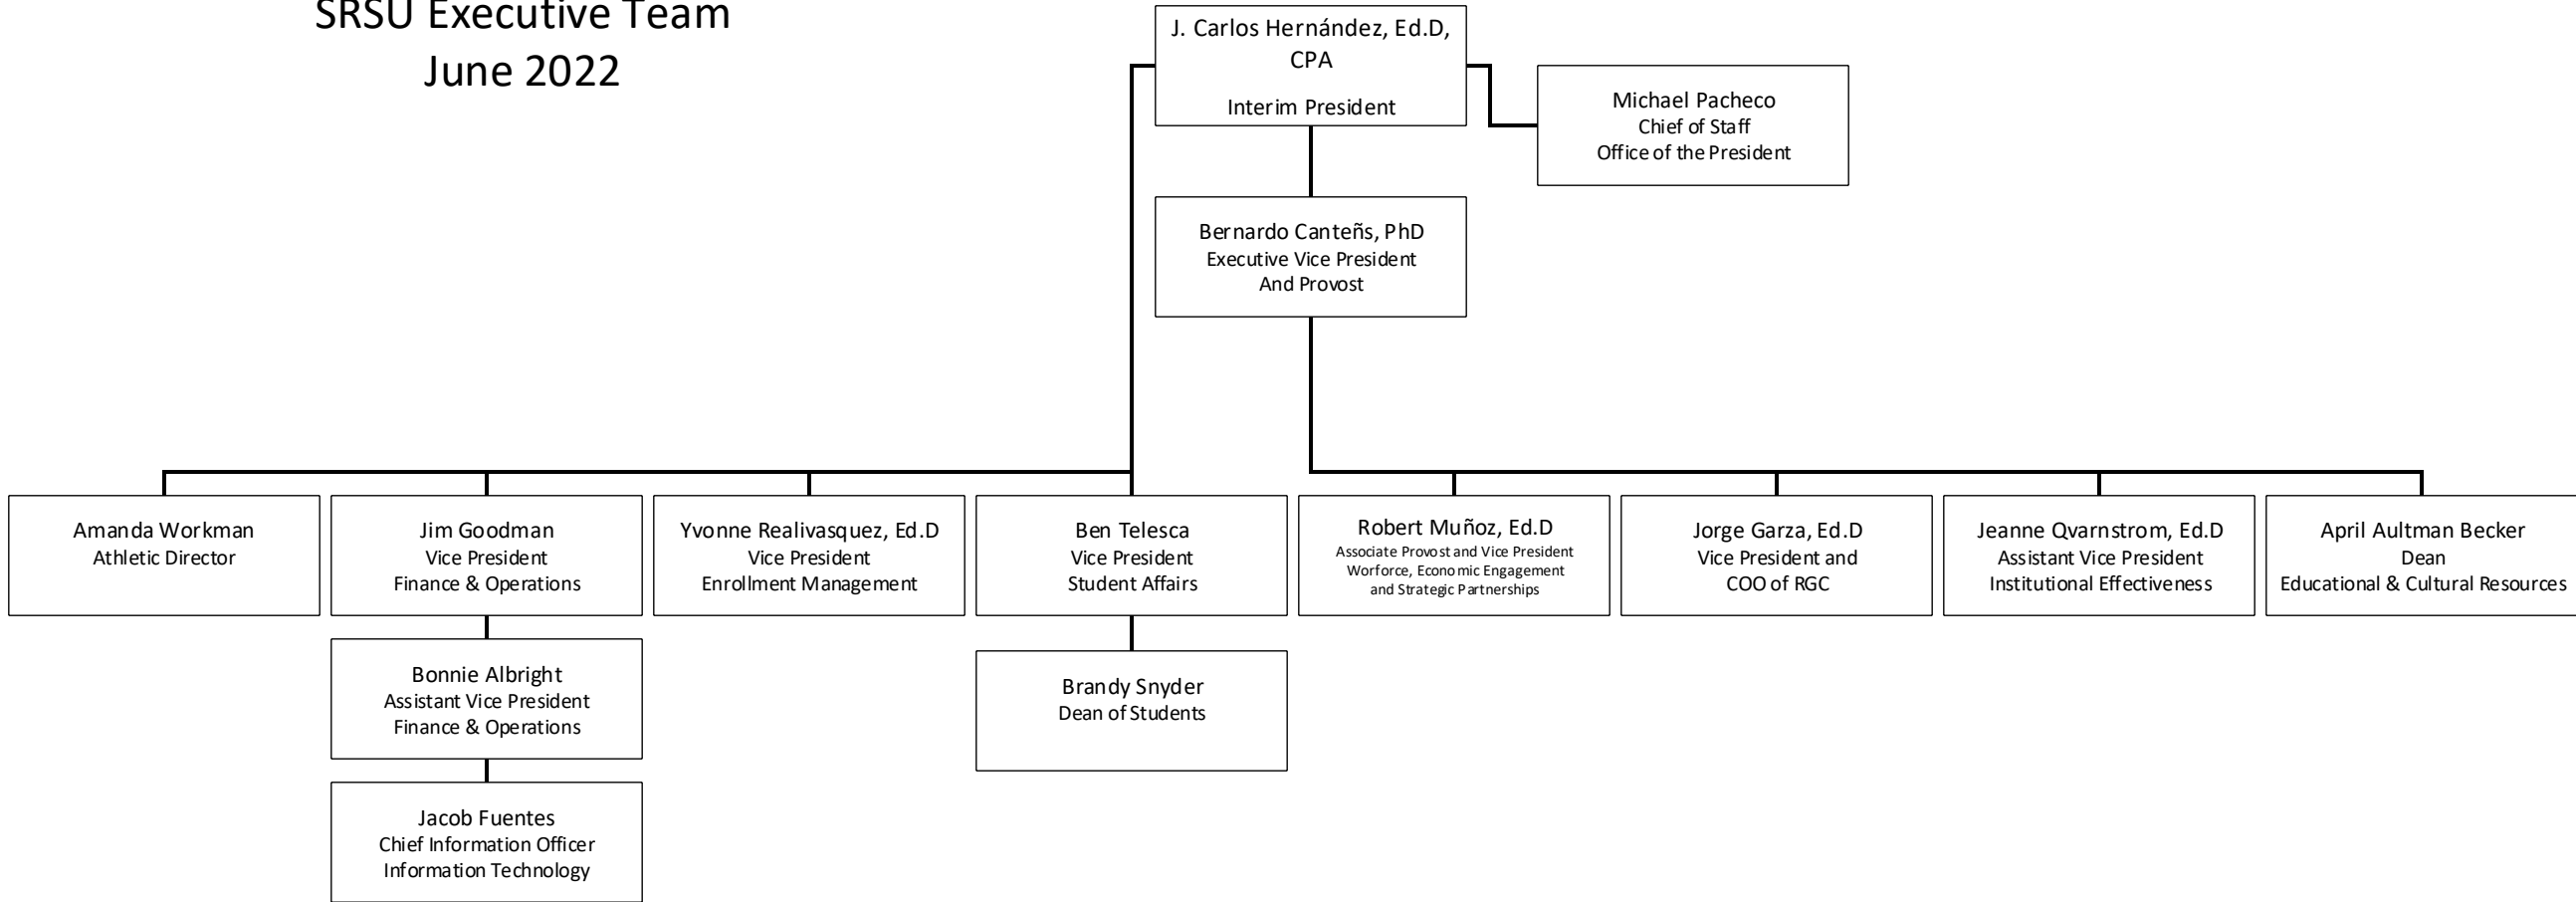 SRSU Executive Team
June 2022
J. Carlos Hernández, Ed.D,
CPA
Interim President
Michael Pacheco
Chief of Staff
Office of the President
Bernardo Canteñs, PhD
Executive Vice President
And Provost
Amanda Workman
Athletic Director
Jim Goodman
Vice President
Finance & Operations
Yvonne Realivasquez, Ed.D
Vice President
Enrollment Management
Ben Telesca
Vice President
Student Affairs
Robert Muñoz, Ed.D
Associate Provost and Vice President
Worforce, Economic Engagement
and Strategic Partnerships
Jorge Garza, Ed.D
Vice President and
COO of RGC
Jeanne Qvarnstrom, Ed.D
Assistant Vice President
Institutional Effectiveness
April Aultman Becker
Dean
Educational & Cultural Resources
Bonnie Albright
Assistant Vice President
Finance & Operations
Brandy Snyder
Dean of Students
Jacob Fuentes
Chief Information Officer
Information Technology